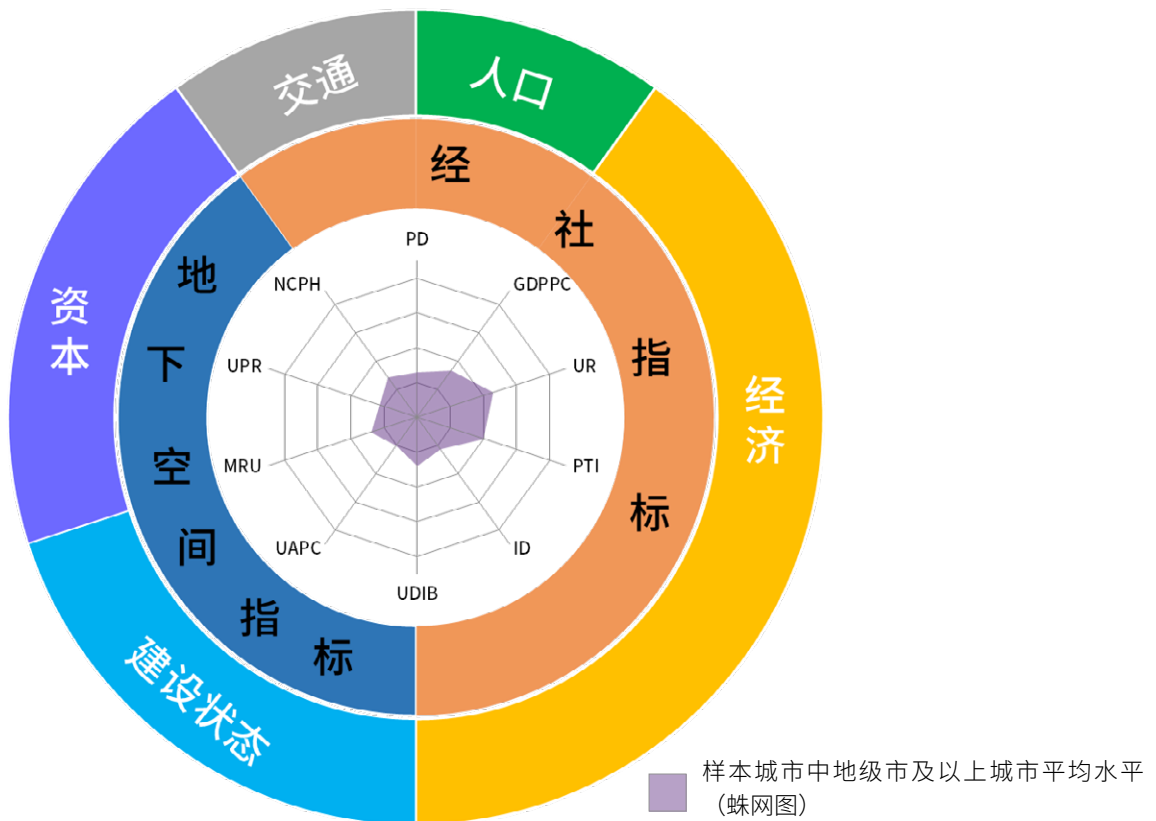 交通
人口
经
社
指
标
地
下
空
间
指
标
资
本
经
济
建设状态
PD
GDPPC
UR
PTI
ID
UDIB
UAPC
MRU
UPR
NCPH
样本城市中地级市及以上城市平均水平
（蛛网图）